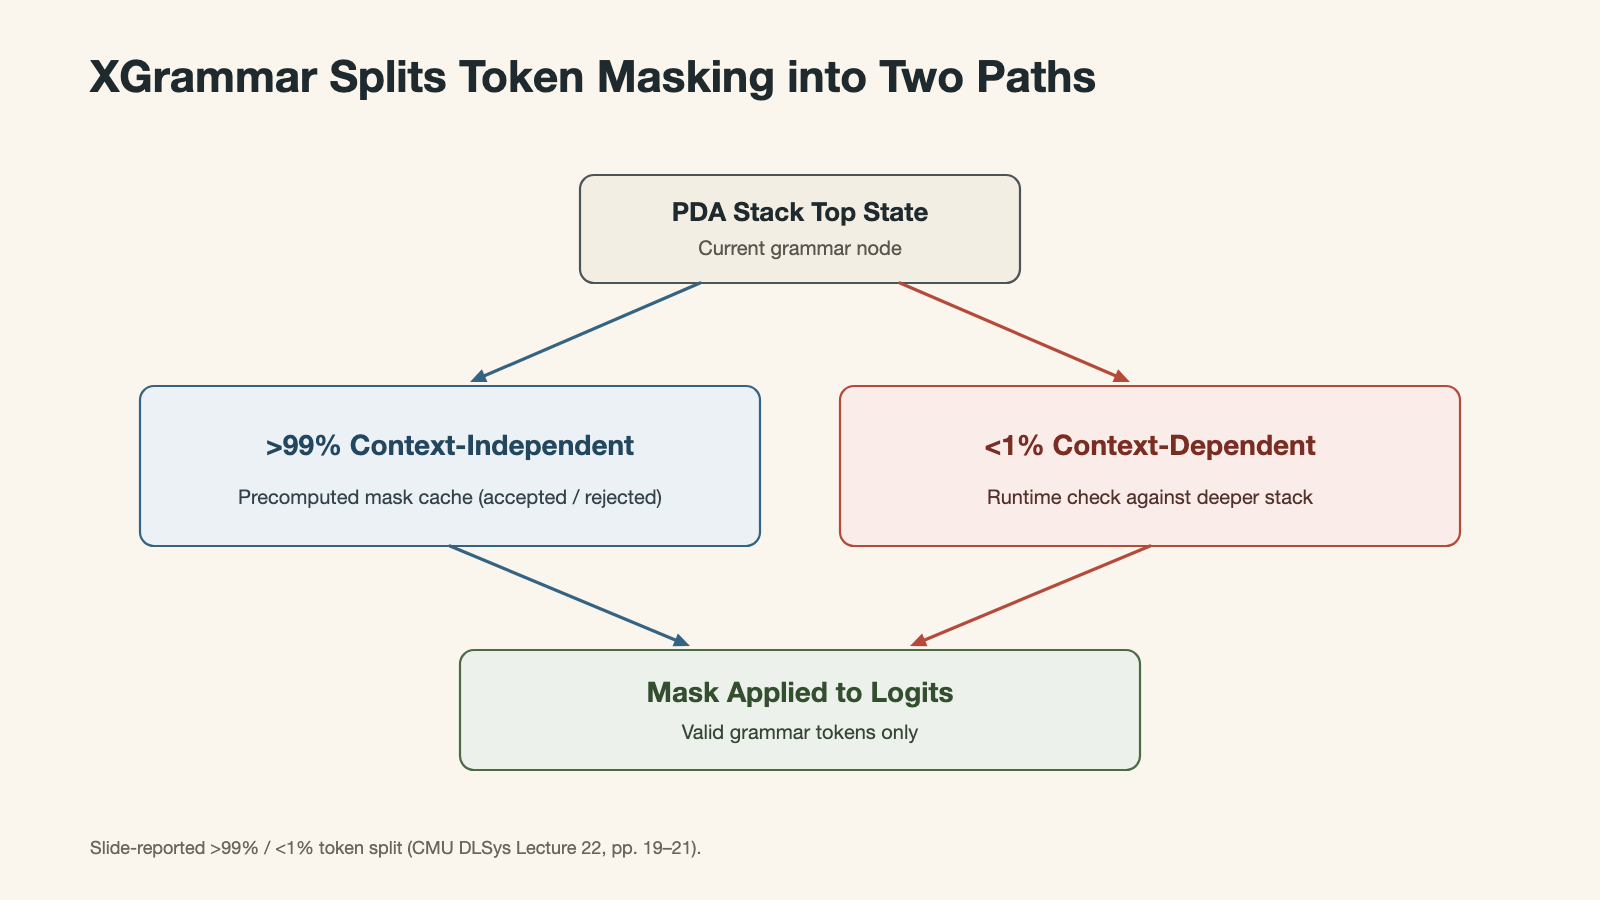 XGrammar Splits Token Masking into Two Paths
PDA Stack Top State
Current grammar node
>99% Context-Independent
Precomputed mask cache (accepted / rejected)
<1% Context-Dependent
Runtime check against deeper stack
Mask Applied to Logits
Valid grammar tokens only
Slide-reported >99% / <1% token split (CMU DLSys Lecture 22, pp. 19–21).